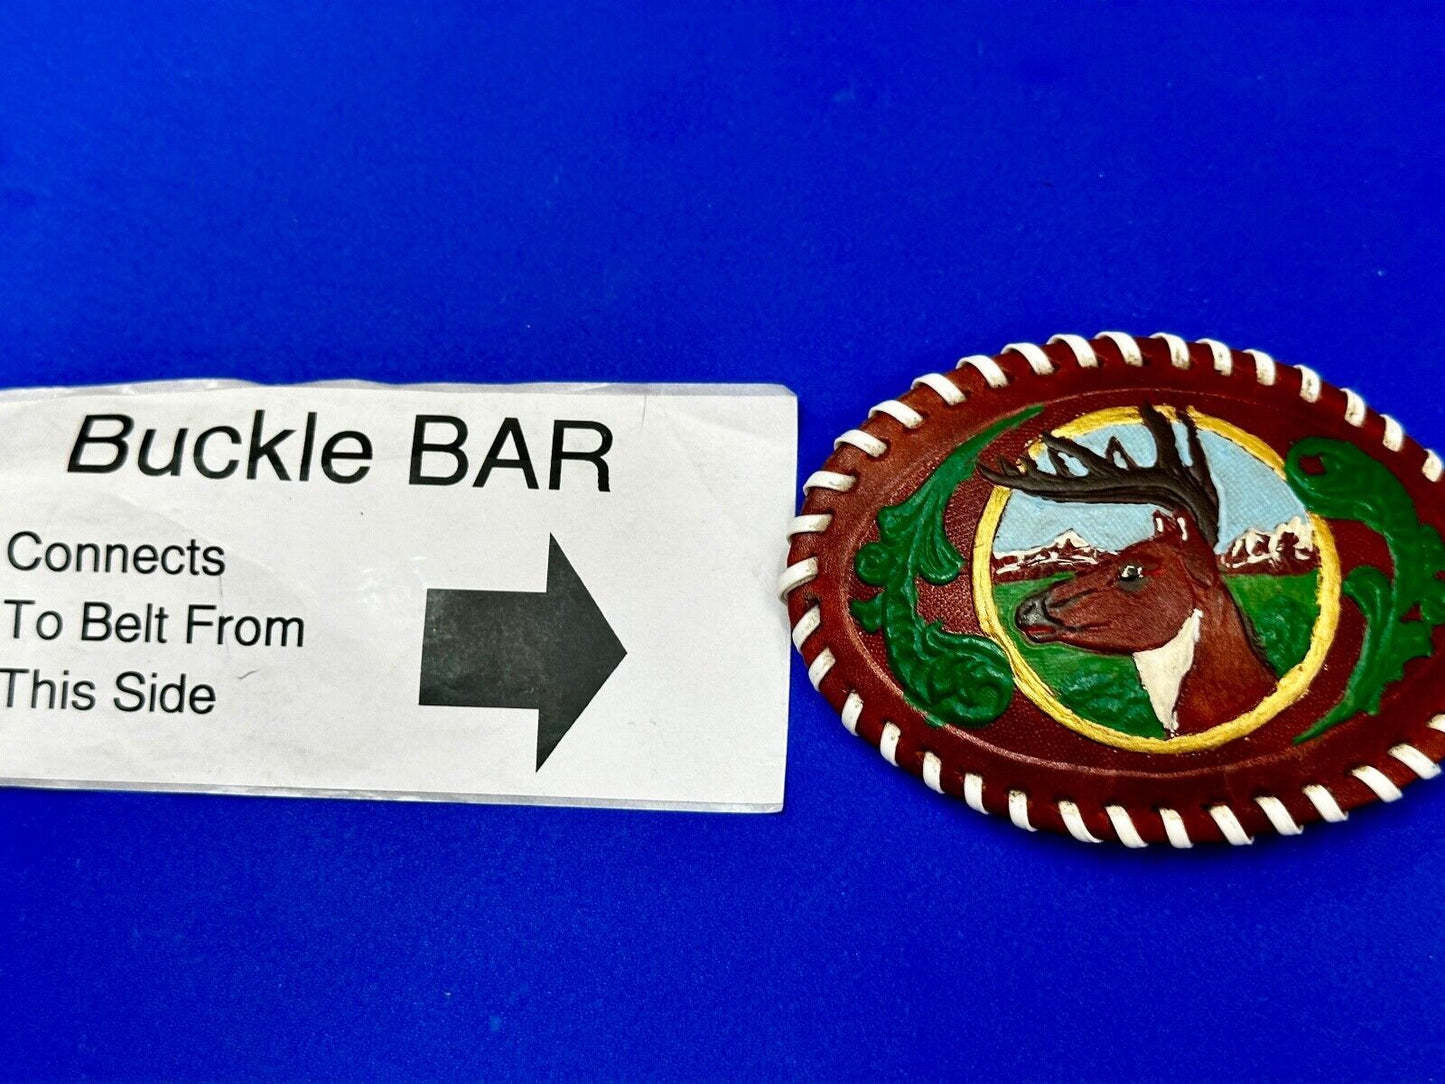 Buckle BAR
Connects
To Belt From
This Side